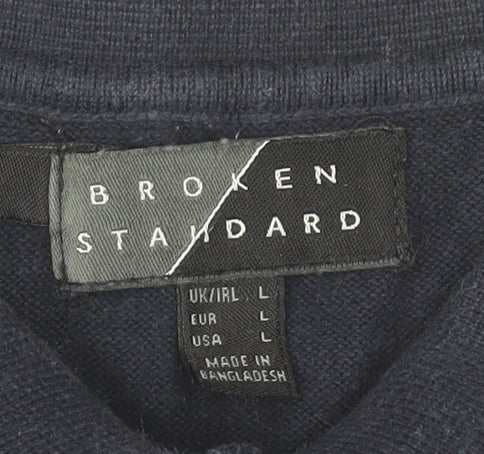 BROKEN
STANDARD
UK/IRL L
EUR L
USA L
MADE IN
BANGLADESH